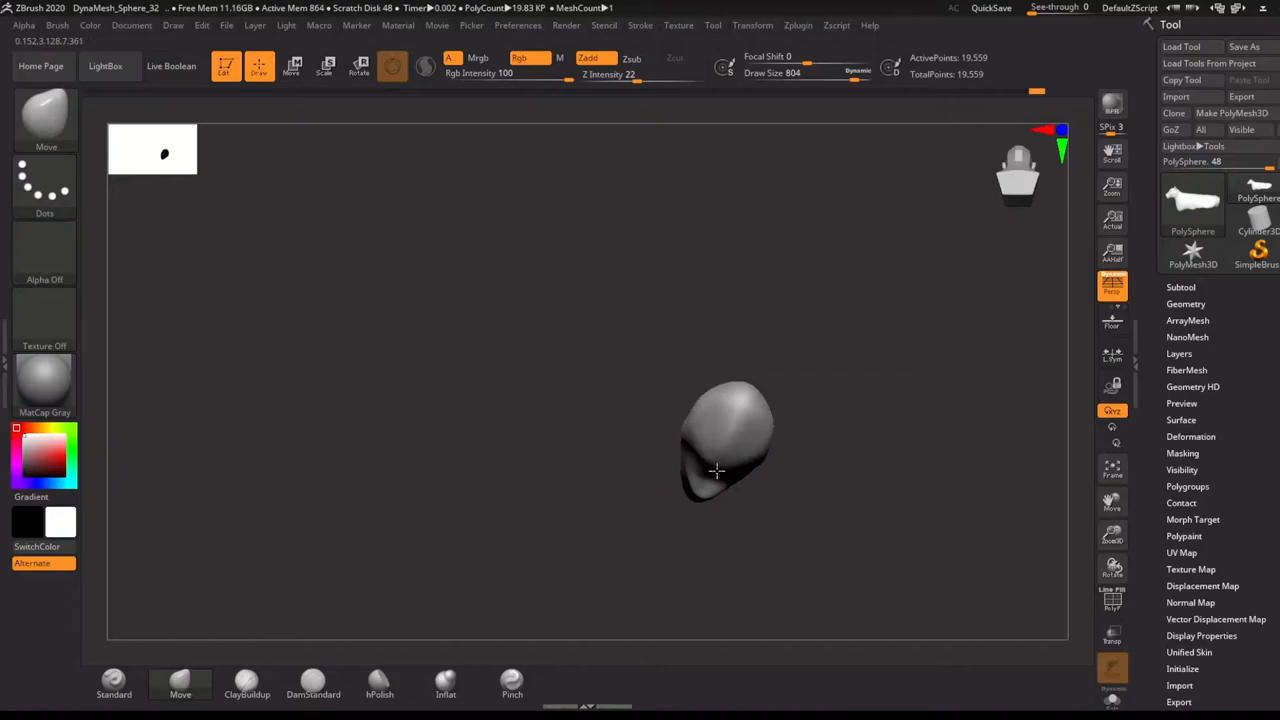 ZBrush 2020 DynaMesh_Sphere_32 .. • Free Mem 11.16GB • Active Mem 864 • Scratch Disk 48 • Timer▶0.002 • PolyCount▶19.83 KP • MeshCount▶1 AC QuickSave See-through 0 DefaultZScript
Alpha Brush Color Document Draw Edit File Layer Light Macro Marker Material Movie Picker Preferences Render Stencil Stroke Texture Tool Transform Zplugin Zscript Help Tool
0.152,3.128,7.361
Load Tool Save As
Home Page LightBox Live Boolean Edit Draw Move Scale Rotate A Mrgb Rgb M Zadd Zsub Zcut Focal Shift 0 ActivePoints: 19,559
Rgb Intensity 100 Z Intensity 22 S Draw Size 804 Dynamic D TotalPoints: 19,559
Load Tools From Project
Copy Tool Paste Tool
Import Export
Clone Make PolyMesh3D
GoZ All Visible
Lightbox▶Tools
PolySphere. 48
PolySphere
PolySphere Cylinder3D
PolyMesh3D SimpleBrus
Move
Dots
Alpha Off
Texture Off
MatCap Gray
Gradient
SwitchColor
Alternate
BPR
SPix 3
Scroll
Zoom
Actual
AAHalf
Dynamic
Persp
Floor
L.Sym
Frame
Move
Zoom3D
Rotate
Line Fill
PolyF
Transp
Dynamic
Solo
Subtool
Geometry
ArrayMesh
NanoMesh
Layers
FiberMesh
Geometry HD
Preview
Surface
Deformation
Masking
Visibility
Polygroups
Contact
Morph Target
Polypaint
UV Map
Texture Map
Displacement Map
Normal Map
Vector Displacement Map
Display Properties
Unified Skin
Initialize
Import
Export
Standard Move ClayBuildup DamStandard hPolish Inflat Pinch